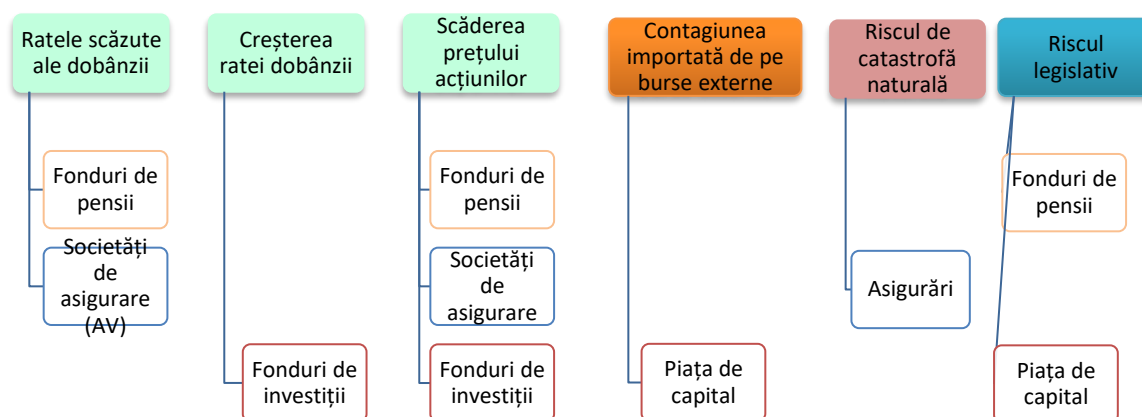 Ratele scăzute
ale dobânzii
Creșterea
ratei dobânzii
Scăderea
prețului
acțiunilor
Contagiunea
importată de pe
burse externe
Riscul de
catastrofă
naturală
Riscul
legislativ
Fonduri de
pensii
Societăți
de
asigurare
(AV)
Fonduri de
investiții
Fonduri de
pensii
Societăți
de
asigurare
Fonduri de
investiții
Piața de
capital
Asigurări
Fonduri de
pensii
Piața de
capital